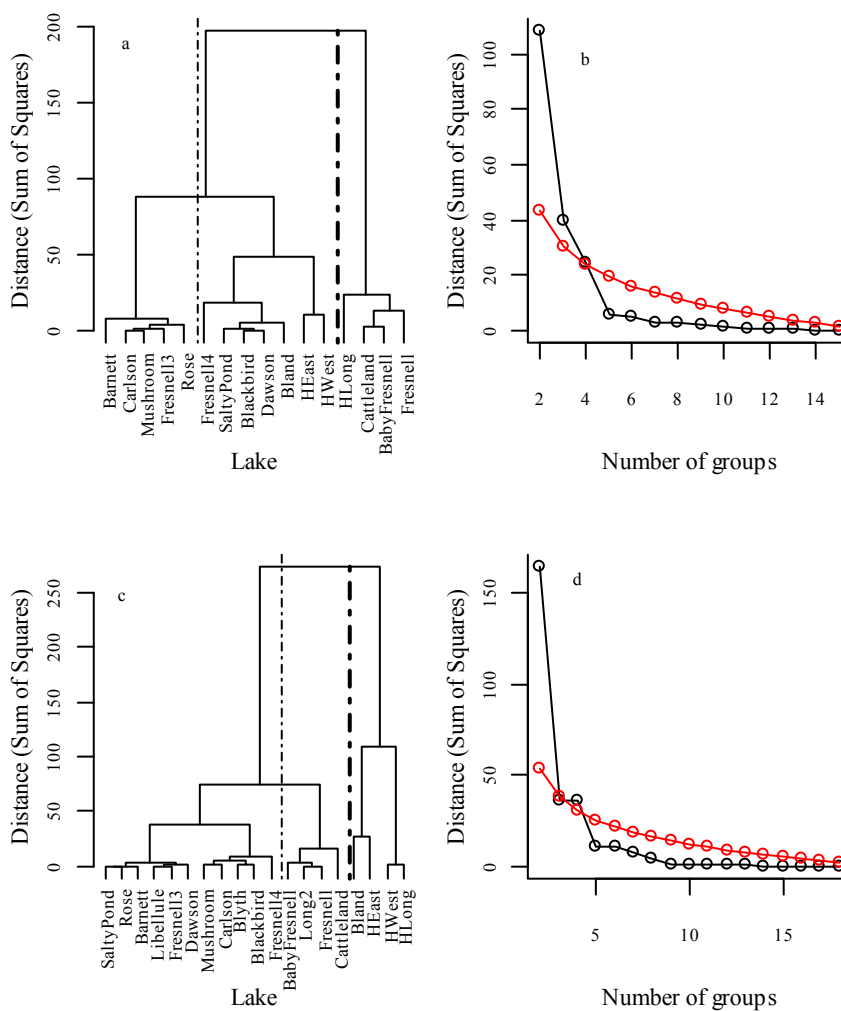 a
Distance (Sum of Squares)
200
150
100
50
0
Barnett
Carlson
Mushroom
Fresnell3
Rose
Fresnell4
SaltyPond
Blackbird
Dawson
Bland
HEast
HWest
HLong
Cattleland
BabyFresnell
Fresnell
Lake
b
Distance (Sum of Squares)
100
80
60
40
20
0
2 4 6 8 10 12 14
Number of groups
c
Distance (Sum of Squares)
250
200
150
100
50
0
SaltyPond
Rose
Barnett
Libellule
Fresnell3
Dawson
Mushroom
Carlson
Blyth
Blackbird
Fresnell4
BabyFresnell
Long2
Fresnell
Cattleland
Bland
HEast
HWest
HLong
Lake
d
Distance (Sum of Squares)
150
100
50
0
5 10 15
Number of groups